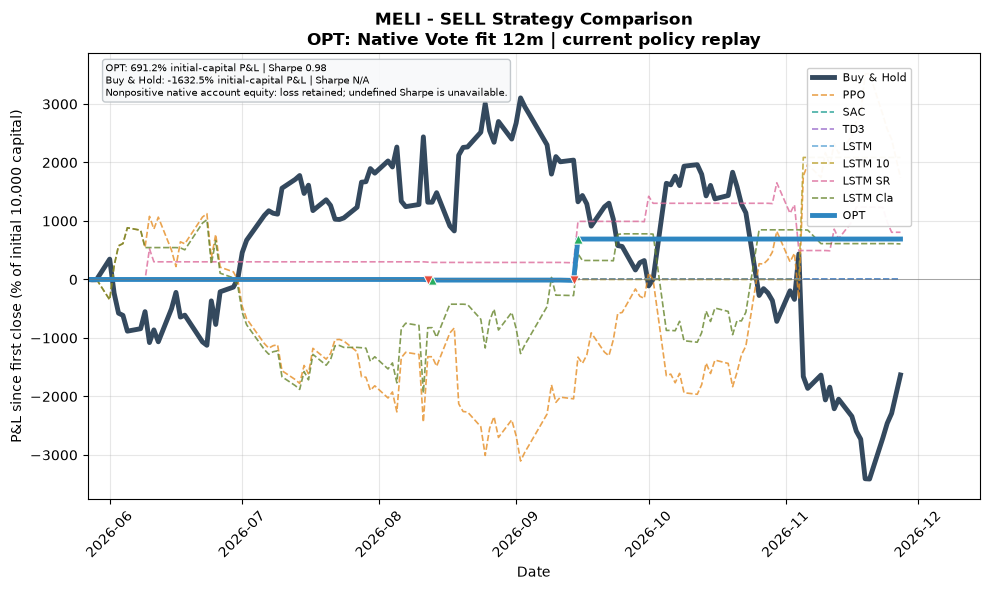 MELI - SELL Strategy Comparison
OPT: Native Vote fit 12m | current policy replay
OPT: 691.2% initial-capital P&L | Sharpe 0.98
Buy & Hold: -1632.5% initial-capital P&L | Sharpe N/A
Nonpositive native account equity: loss retained; undefined Sharpe is unavailable.
Buy & Hold
PPO
SAC
TD3
LSTM
LSTM 10
LSTM SR
LSTM Cla
OPT
P&L since first close (% of initial 10,000 capital)
3000
2000
1000
0
−1000
−2000
−3000
2026-06
2026-07
2026-08
2026-09
2026-10
2026-11
2026-12
Date